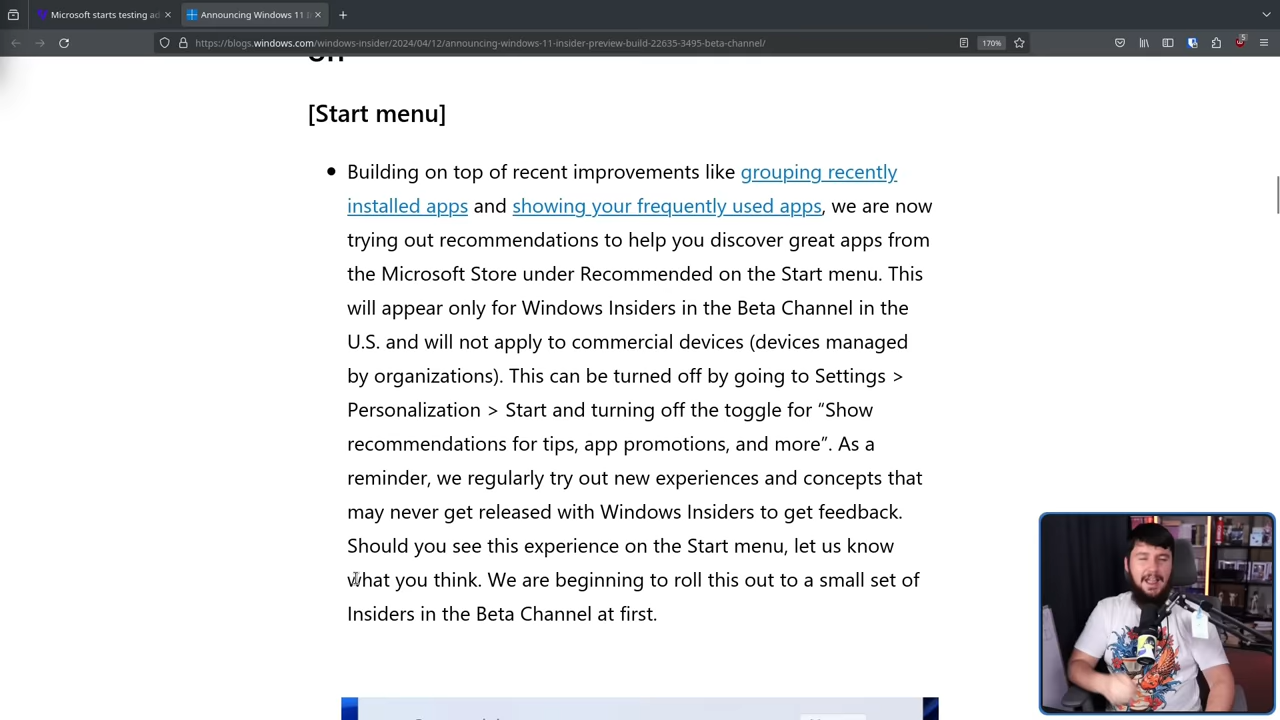 Microsoft starts testing ad
Announcing Windows 11
https://blogs.windows.com/windows-insider/2024/04/12/announcing-windows-11-insider-preview-build-22635-3495-beta-channel/
170%
5
[Start menu]
Building on top of recent improvements like grouping recently
installed apps and showing your frequently used apps, we are now
trying out recommendations to help you discover great apps from
the Microsoft Store under Recommended on the Start menu. This
will appear only for Windows Insiders in the Beta Channel in the
U.S. and will not apply to commercial devices (devices managed
by organizations). This can be turned off by going to Settings >
Personalization > Start and turning off the toggle for “Show
recommendations for tips, app promotions, and more”. As a
reminder, we regularly try out new experiences and concepts that
may never get released with Windows Insiders to get feedback.
Should you see this experience on the Start menu, let us know
what you think. We are beginning to roll this out to a small set of
Insiders in the Beta Channel at first.